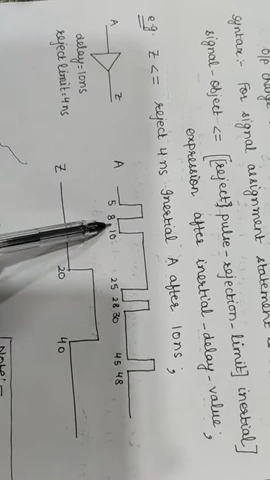 o/p change
Syntax:- For signal assignment statement is
signal-object <= [[reject] pulse-rejection-limit] inertial]
expression after inertial-delay-value;
e.g z <= reject 4 ns inertial A after 10ns;
A
z
delay=10ns
reject limit=4ns
A
5 8 10 25 28 30 45 48
Z
20 40
Note:-